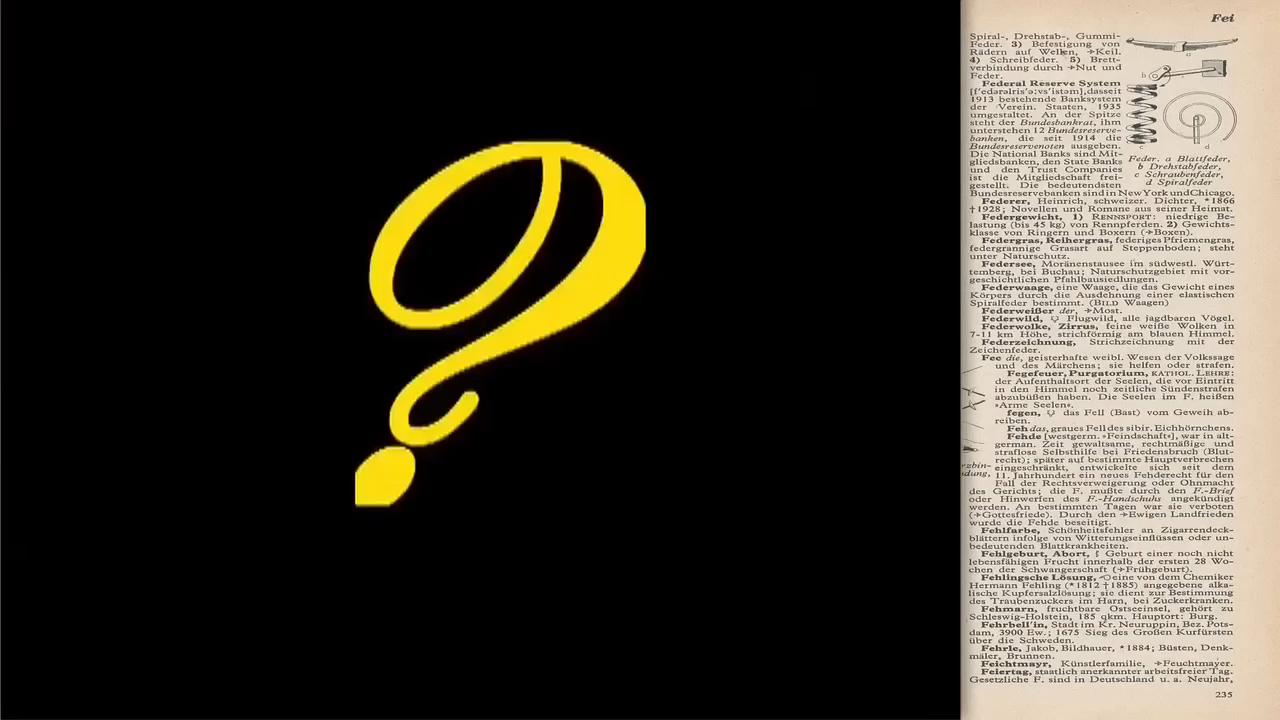 ?
Fei
Spiral-, Drehstab-, Gummi-
Feder. 3) Befestigung von
Rädern auf Wellen, →Keil.
4) Schreibfeder. 5) Brett-
verbindung durch →Nut und
Feder.
Federal Reserve System
[f'edərəlris'ə:vs'istəm],dasseit
1913 bestehende Banksystem
der Verein. Staaten, 1935
umgestaltet. An der Spitze
steht der Bundesbankrat, ihm
unterstehen 12 Bundesreserve-
banken, die seit 1914 die
Bundesreservenoten ausgeben.
Die National Banks sind Mit-
gliedsbanken, den State Banks
und den Trust Companies
ist die Mitgliedschaft frei-
gestellt. Die bedeutendsten
Bundesreservebanken sind in New York und Chicago.
a
b
c
d
Feder. a Blattfeder,
b Drehstabfeder,
c Schraubenfeder,
d Spiralfeder
Federer, Heinrich, schweizer. Dichter, *1866
†1928; Novellen und Romane aus seiner Heimat.
Federgewicht, 1) RENNSPORT: niedrige Be-
lastung (bis 45 kg) von Rennpferden. 2) Gewichts-
klasse von Ringern und Boxern (→Boxen).
Federgras, Reihergras, federiges Pfriemengras,
federgrannige Grasart auf Steppenboden; steht
unter Naturschutz.
Federsee, Moränenstausee im südwestl. Würt-
temberg, bei Buchau; Naturschutzgebiet mit vor-
geschichtlichen Pfahlbausiedlungen.
Federwaage, eine Waage, die das Gewicht eines
Körpers durch die Ausdehnung einer elastischen
Spiralfeder bestimmt. (BILD Waagen)
Federweißer der, →Most.
Federwild, Flugwild, alle jagdbaren Vögel.
Federwolke, Zirrus, feine weiße Wolken in
7-11 km Höhe, strichförmig am blauen Himmel.
Federzeichnung, Strichzeichnung mit der
Zeichenfeder.
Fee die, geisterhafte weibl. Wesen der Volkssage
und des Märchens; sie helfen oder strafen.
Fegefeuer, Purgatorium, KATHOL. LEHRE:
der Aufenthaltsort der Seelen, die vor Eintritt
in den Himmel noch zeitliche Sündenstrafen
abzubüßen haben. Die Seelen im F. heißen
»Arme Seelen«.
fegen, das Fell (Bast) vom Geweih ab-
reiben.
Feh das, graues Fell des sibir. Eichhörnchens.
Fehde [westgerm. »Feindschaft«], war in alt-
german. Zeit gewaltsame, rechtmäßige und
straflose Selbsthilfe bei Friedensbruch (Blut-
recht); später auf bestimmte Hauptverbrechen
eingeschränkt, entwickelte sich seit dem
11. Jahrhundert ein neues Fehderecht für den
Fall der Rechtsverweigerung oder Ohnmacht
des Gerichts; die F. mußte durch den F.-Brief
oder Hinwerfen des F.-Handschuhs angekündigt
werden. An bestimmten Tagen war sie verboten
(→Gottesfriede). Durch den →Ewigen Landfrieden
wurde die Fehde beseitigt.
rzbin-
ndung,
Fehlfarbe, Schönheitsfehler an Zigarrendeck-
blättern infolge von Witterungseinflüssen oder un-
bedeutenden Blattkrankheiten.
Fehlgeburt, Abort, Geburt einer noch nicht
lebensfähigen Frucht innerhalb der ersten 28 Wo-
chen der Schwangerschaft (→Frühgeburt).
Fehlingsche Lösung, eine von dem Chemiker
Hermann Fehling (*1812 †1885) angegebene alka-
lische Kupfersalzlösung; sie dient zur Bestimmung
des Traubenzuckers im Harn, bei Zuckerkranken.
Fehmarn, fruchtbare Ostseeinsel, gehört zu
Schleswig-Holstein, 185 qkm. Hauptort: Burg.
Fehrbell'in, Stadt im Kr. Neuruppin, Bez. Pots-
dam, 3900 Ew.; 1675 Sieg des Großen Kurfürsten
über die Schweden.
Fehrle, Jakob, Bildhauer, *1884; Büsten, Denk-
mäler, Brunnen.
Feichtmayr, Künstlerfamilie, →Feuchtmayer.
Feiertag, staatlich anerkannter arbeitsfreier Tag.
Gesetzliche F. sind in Deutschland u. a. Neujahr,
235